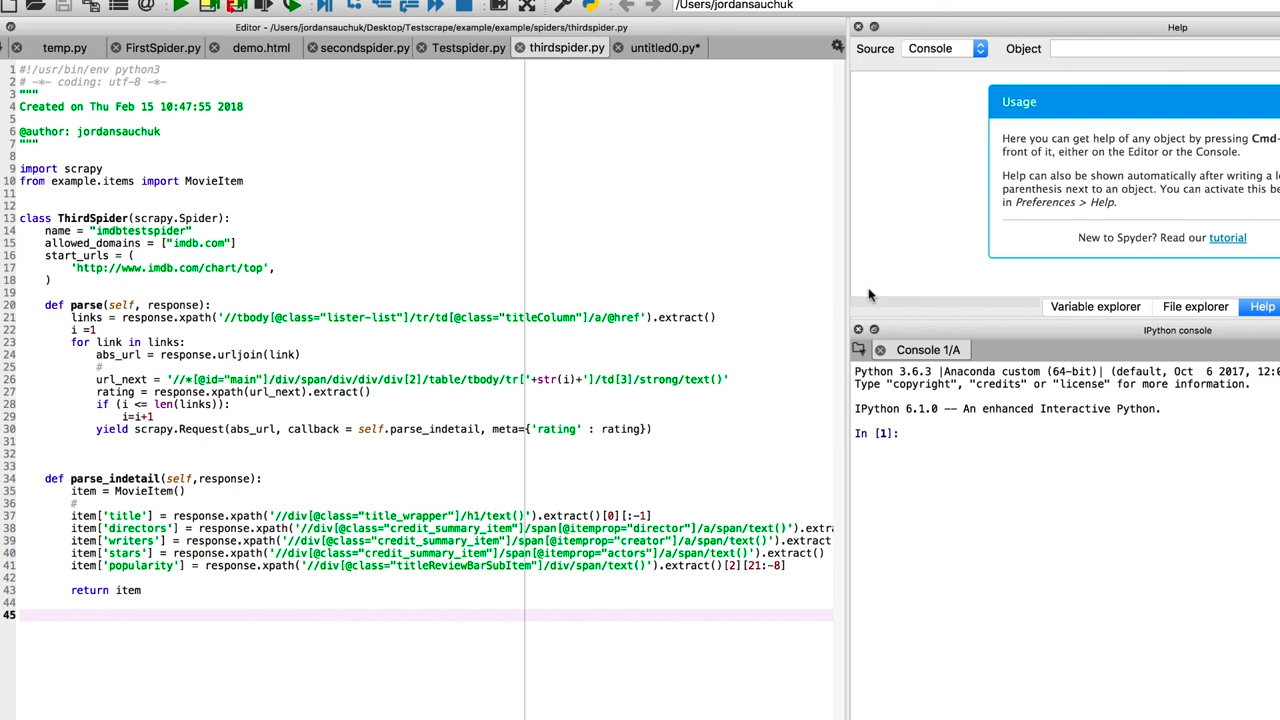 /Users/jordansauchuk
Editor - /Users/jordansauchuk/Desktop/Testscrape/example/example/spiders/thirdspider.py
Help
temp.py
FirstSpider.py
demo.html
secondspider.py
Testspider.py
thirdspider.py
untitled0.py*
Source
Console
Object
1 #!/usr/bin/env python3
2 # -*- coding: utf-8 -*-
3 """
4 Created on Thu Feb 15 10:47:55 2018
5
6 @author: jordansauchuk
7 """
8
9 import scrapy
10 from example.items import MovieItem
11
12
13 class ThirdSpider(scrapy.Spider):
14 name = "imdbtestspider"
15 allowed_domains = ["imdb.com"]
16 start_urls = (
17 'http://www.imdb.com/chart/top',
18 )
19
20 def parse(self, response):
21 links = response.xpath('//tbody[@class="lister-list"]/tr/td[@class="titleColumn"]/a/@href').extract()
22 i =1
23 for link in links:
24 abs_url = response.urljoin(link)
25 #
26 url_next = '//*[@id="main"]/div/span/div/div/div[2]/table/tbody/tr['+str(i)+']/td[3]/strong/text()'
27 rating = response.xpath(url_next).extract()
28 if (i <= len(links)):
29 i=i+1
30 yield scrapy.Request(abs_url, callback = self.parse_indetail, meta={'rating' : rating})
31
32
33
34 def parse_indetail(self,response):
35 item = MovieItem()
36 #
37 item['title'] = response.xpath('//div[@class="title_wrapper"]/h1/text()').extract()[0][:-1]
38 item['directors'] = response.xpath('//div[@class="credit_summary_item"]/span[@itemprop="director"]/a/span/text()').extra
39 item['writers'] = response.xpath('//div[@class="credit_summary_item"]/span[@itemprop="creator"]/a/span/text()').extract
40 item['stars'] = response.xpath('//div[@class="credit_summary_item"]/span[@itemprop="actors"]/a/span/text()').extract()
41 item['popularity'] = response.xpath('//div[@class="titleReviewBarSubItem"]/div/span/text()').extract()[2][21:-8]
42
43 return item
44
45
Usage
Here you can get help of any object by pressing Cmd-
front of it, either on the Editor or the Console.
Help can also be shown automatically after writing a le
parenthesis next to an object. You can activate this be
in Preferences > Help.
New to Spyder? Read our tutorial
Variable explorer
File explorer
Help
IPython console
Console 1/A
Python 3.6.3 |Anaconda custom (64-bit)| (default, Oct 6 2017, 12:0
Type "copyright", "credits" or "license" for more information.
IPython 6.1.0 -- An enhanced Interactive Python.
In [1]: